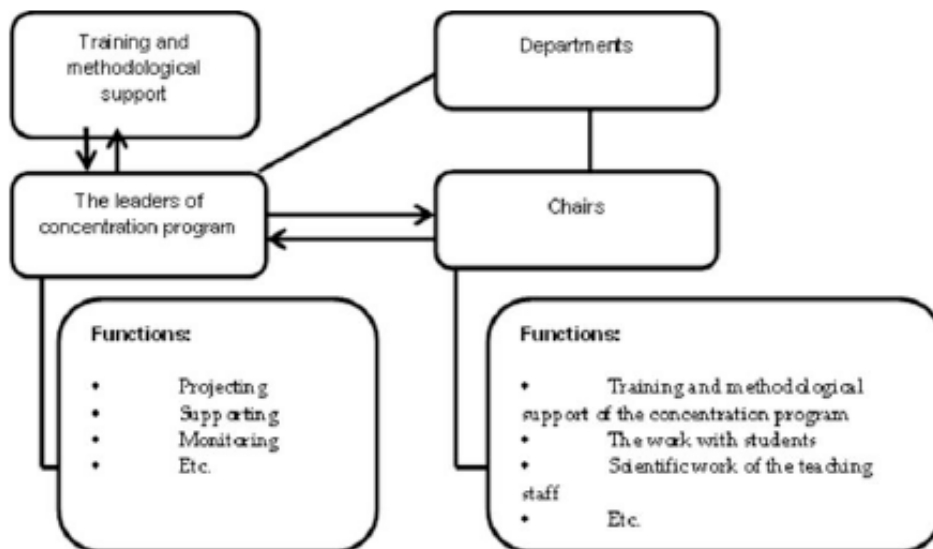 Training and
methodological
support
Departments
The leaders of
concentration program
Chairs
Functions:
• Projecting
• Supporting
• Monitoring
• Etc.
Functions:
• Training and methodological
support of the concentration program
• The work with students
• Scientific work of the teaching
staff
• Etc.